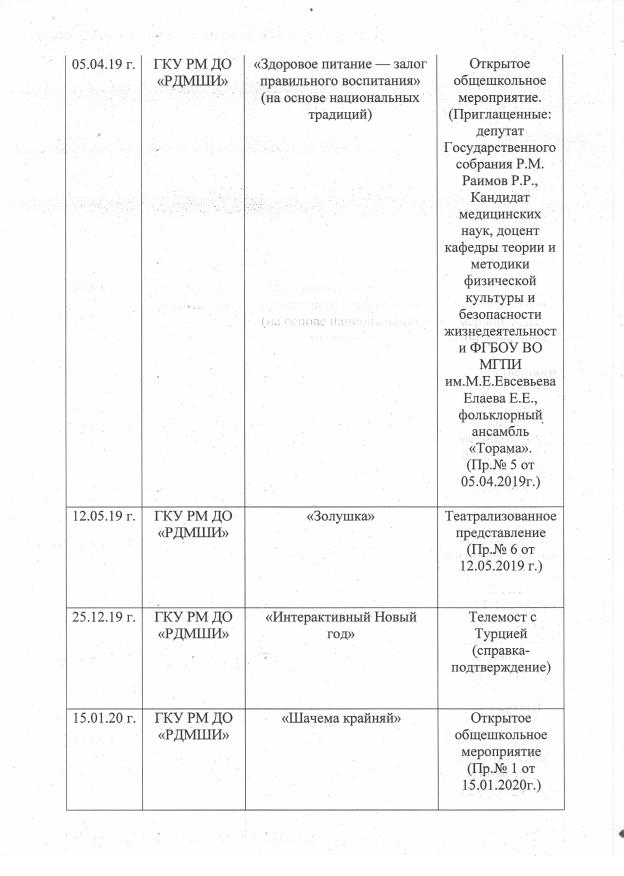 05.04.19 г.
ГКУ РМ ДО
«РДМШИ»
«Здоровое питание — залог
правильного воспитания»
(на основе национальных
традиций)
Открытое
общешкольное
мероприятие.
(Приглашенные:
депутат
Государственного
собрания Р.М.
Раимов Р.Р.,
Кандидат
медицинских
наук, доцент
кафедры теории и
методики
физической
культуры и
безопасности
жизнедеятельност
и ФГБОУ ВО
МГПИ
им.М.Е.Евсевьева
Елаева Е.Е.,
фольклорный
ансамбль
«Торама».
(Пр.№ 5 от
05.04.2019г.)
12.05.19 г.
ГКУ РМ ДО
«РДМШИ»
«Золушка»
Театрализованное
представление
(Пр.№ 6 от
12.05.2019 г.)
25.12.19 г.
ГКУ РМ ДО
«РДМШИ»
«Интерактивный Новый
год»
Телемост с
Турцией
(справка-
подтверждение)
15.01.20 г.
ГКУ РМ ДО
«РДМШИ»
«Шачема крайняй»
Открытое
общешкольное
мероприятие
(Пр.№ 1 от
15.01.2020г.)